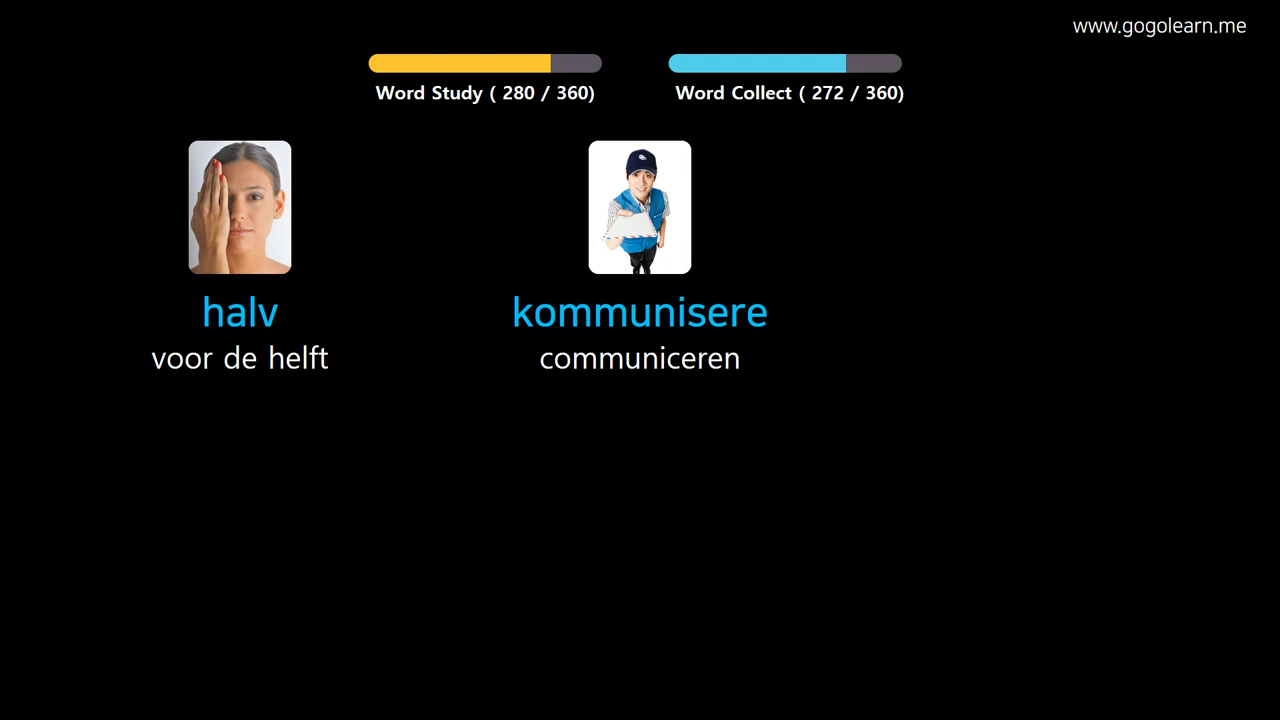 www.gogolearn.me
Word Study ( 280 / 360)
Word Collect ( 272 / 360)
halv
voor de helft
kommunisere
communiceren